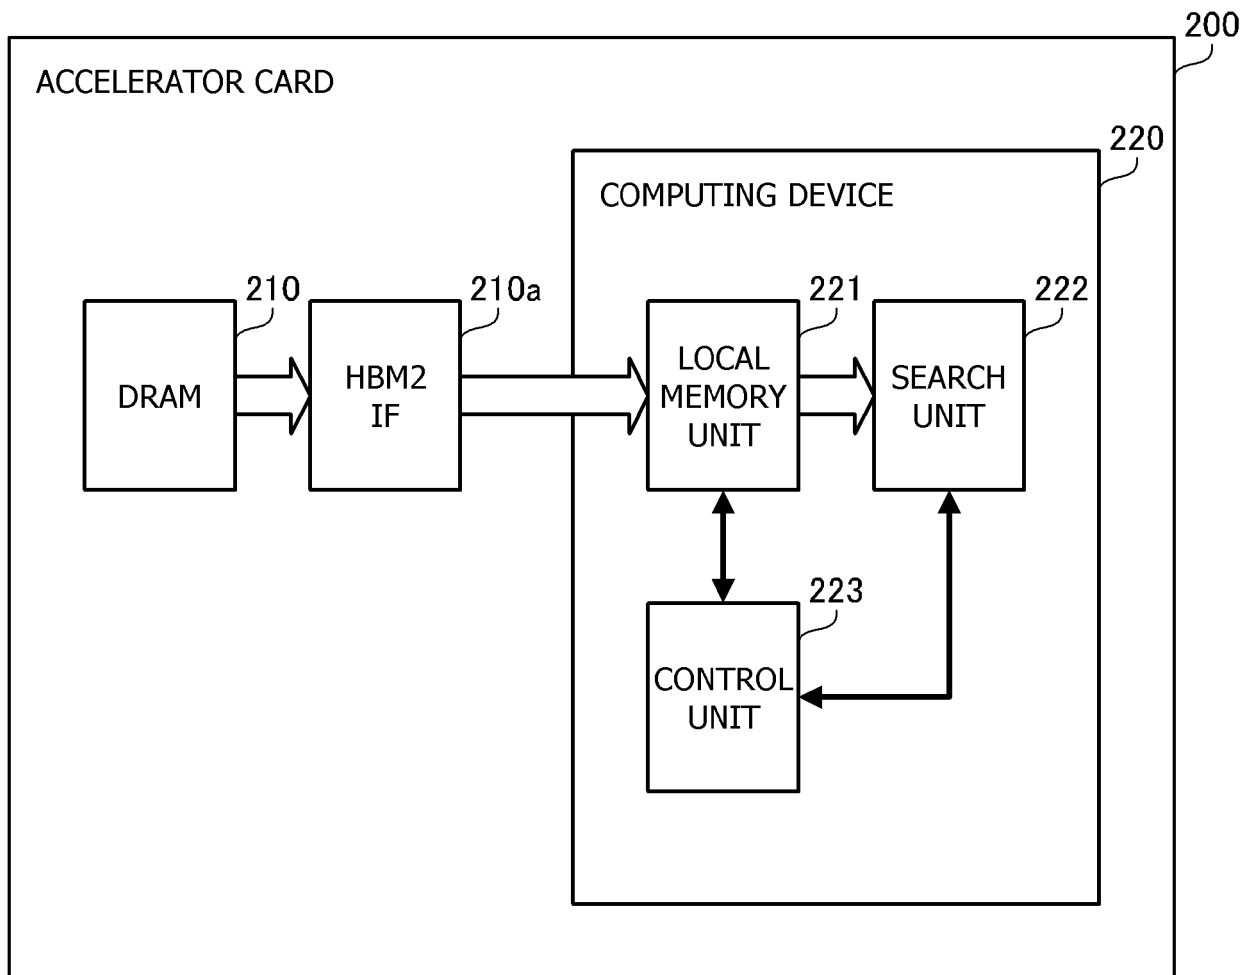 200
ACCELERATOR CARD
220
COMPUTING DEVICE
210
210a
221
222
DRAM
HBM2
IF
LOCAL
MEMORY
UNIT
SEARCH
UNIT
223
CONTROL
UNIT